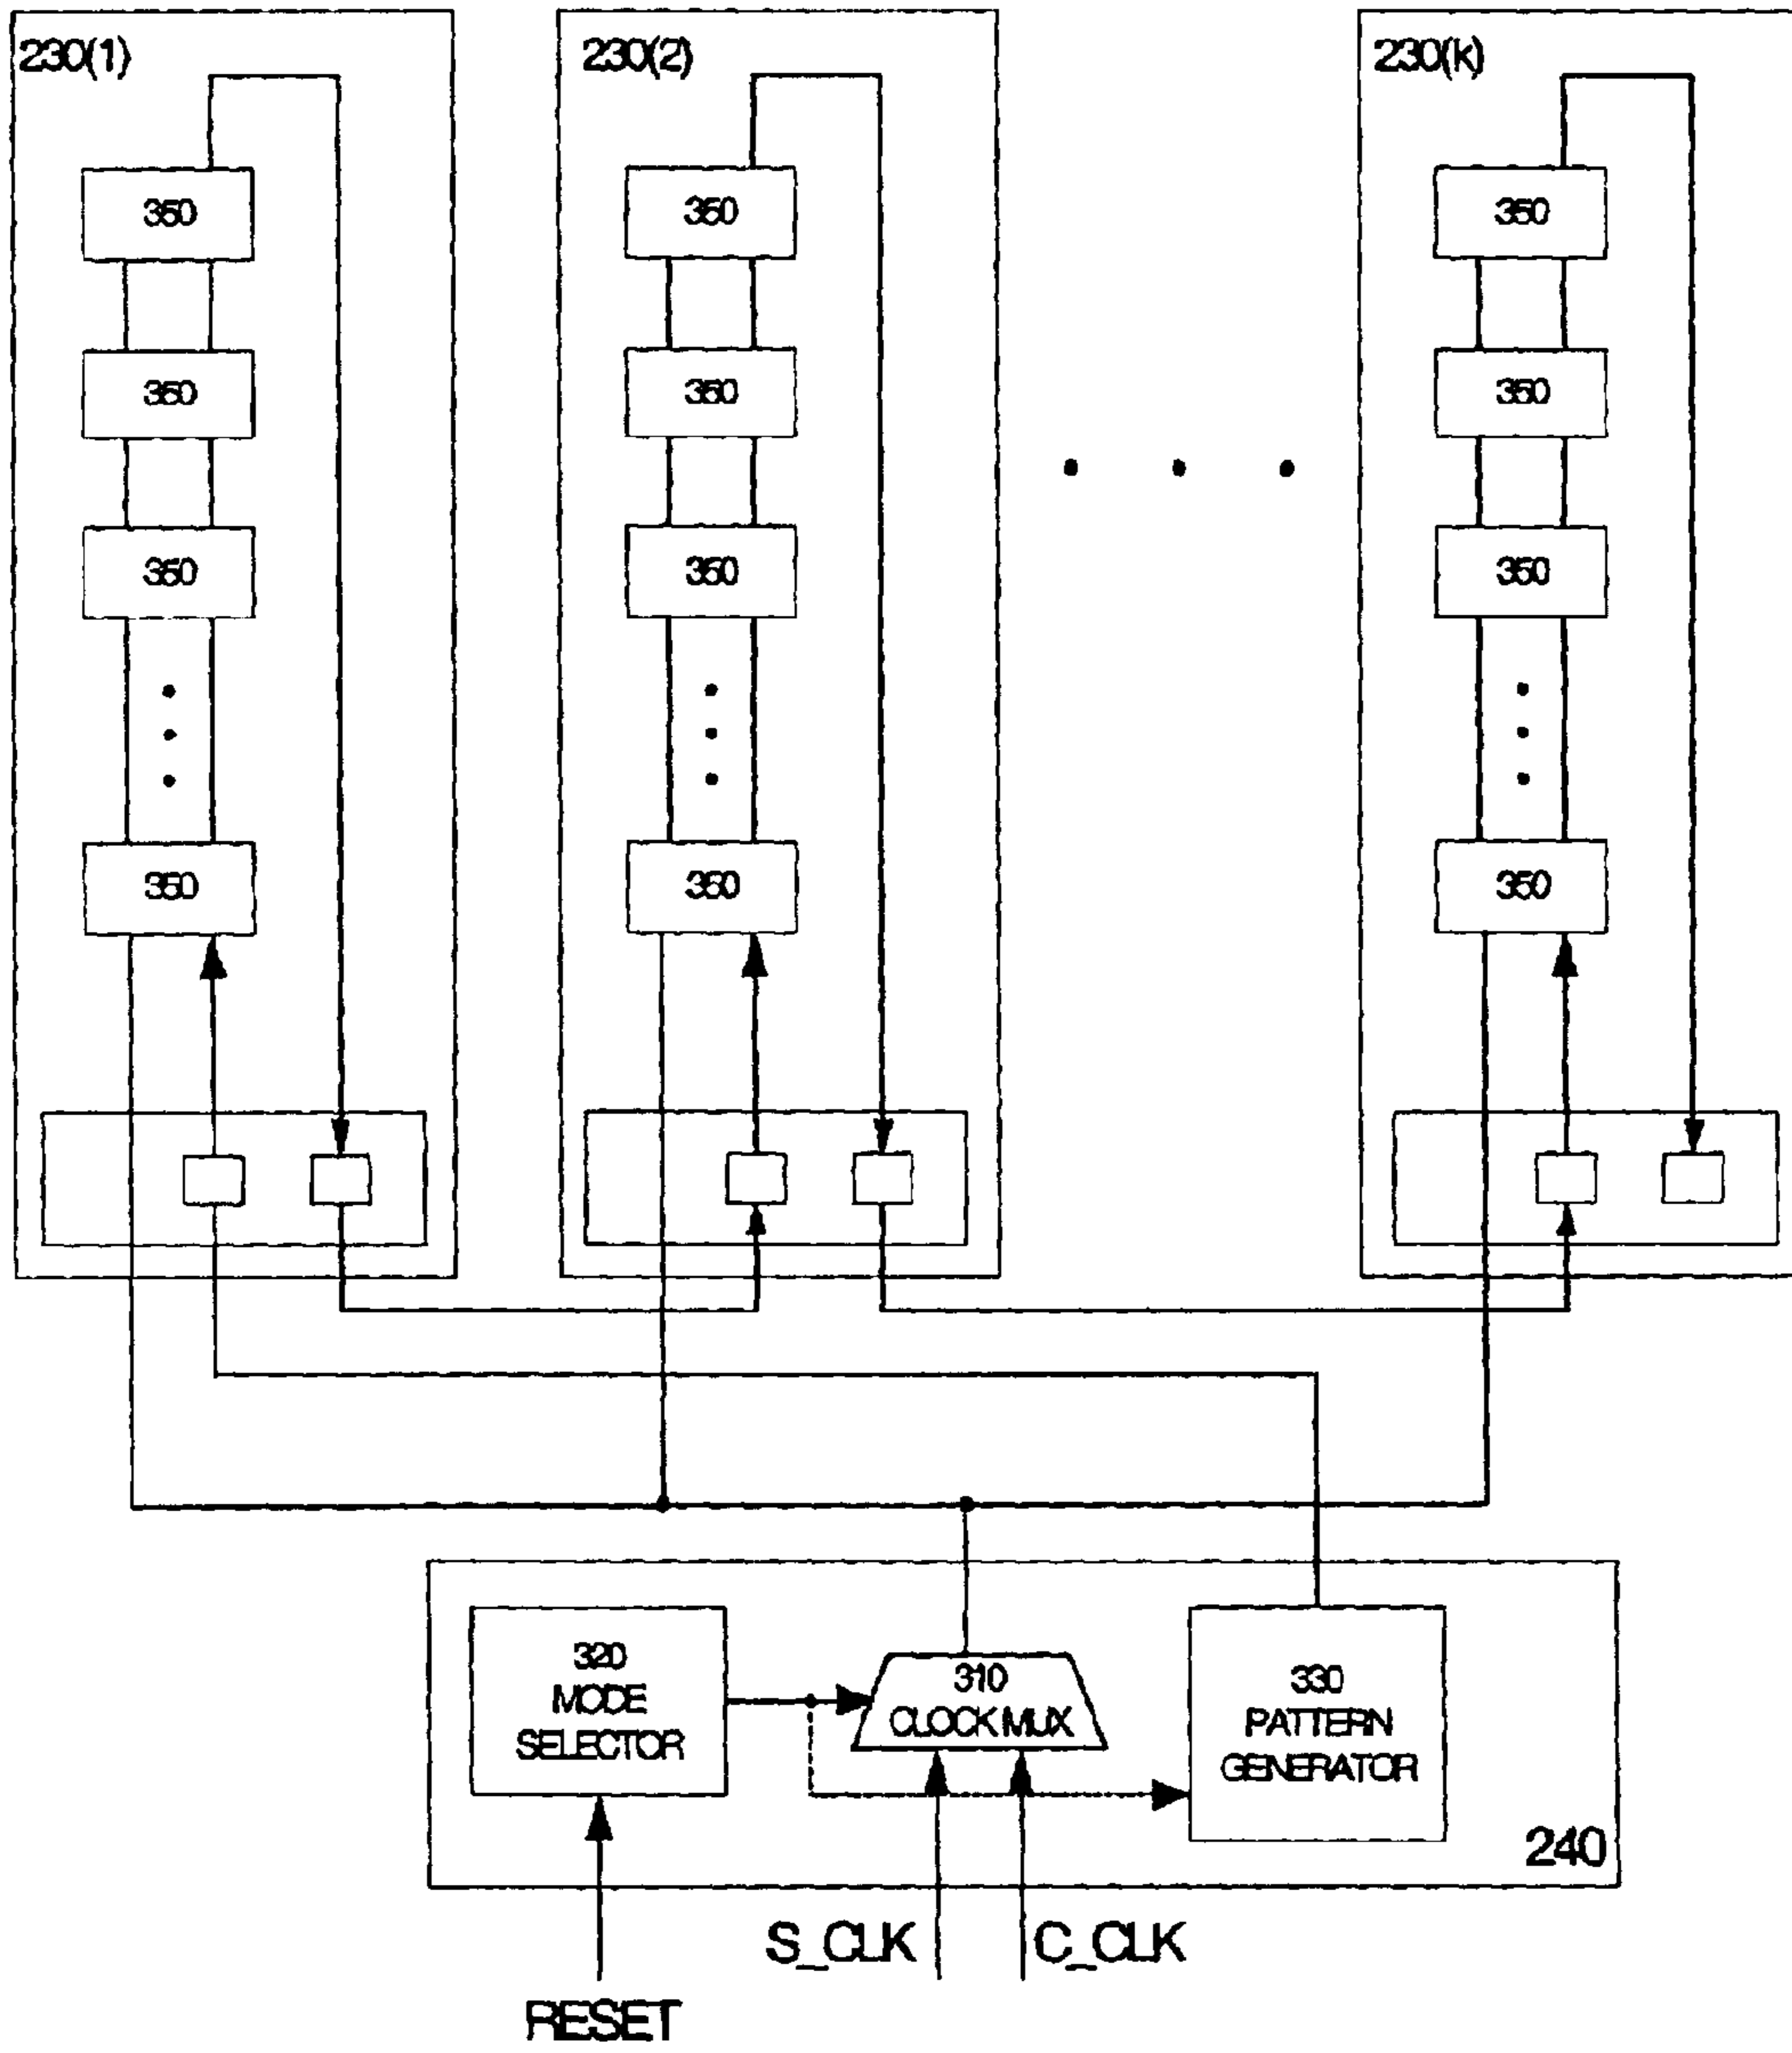 230(1)
230(2)
230(k)
350
350
350
350
350
350
350
350
350
350
350
350
320
MODE
SELECTOR
310
CLOCK MUX
330
PATTERN
GENERATOR
240
S_CLK
C_CLK
RESET